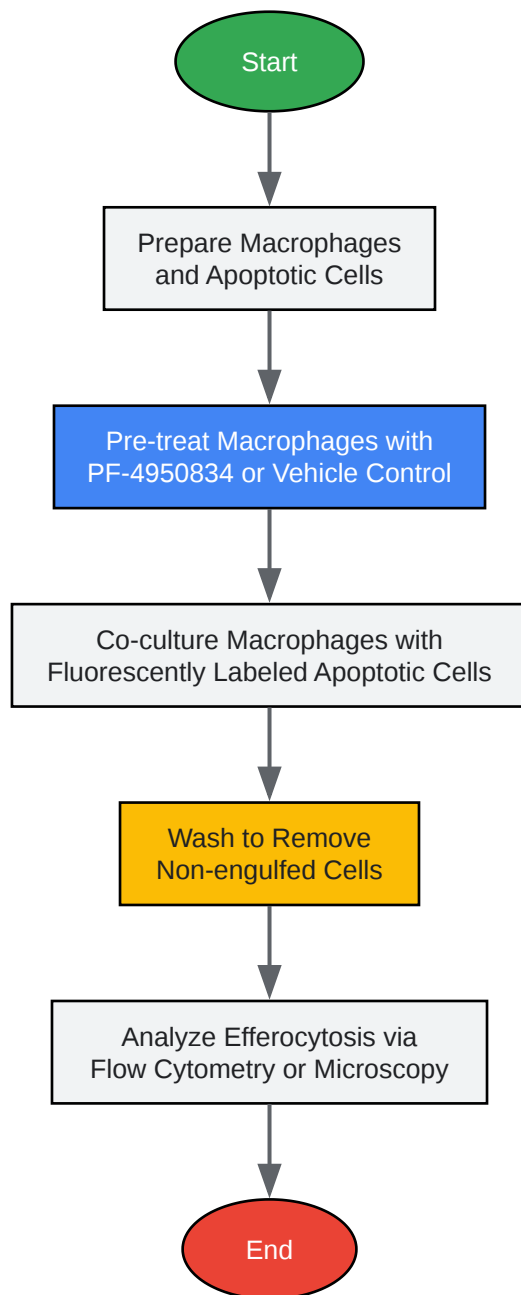 Start
Prepare Macrophages
and Apoptotic Cells
Pre-treat Macrophages with
PF-4950834 or Vehicle Control
Co-culture Macrophages with
Fluorescently Labeled Apoptotic Cells
Wash to Remove
Non-engulfed Cells
Analyze Efferocytosis via
Flow Cytometry or Microscopy
End